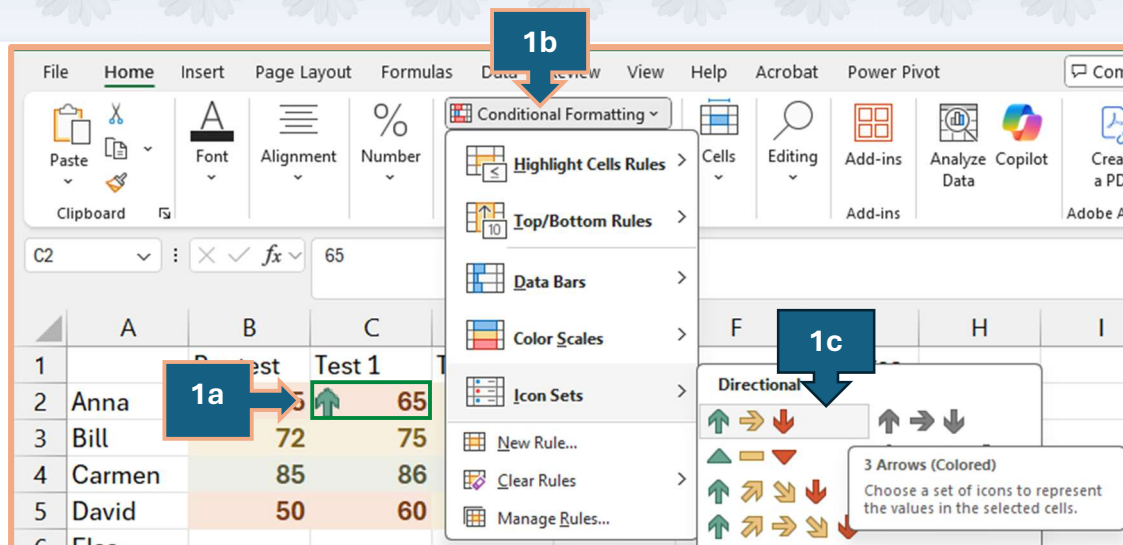 1b
File Home Insert Page Layout Formulas Data Review View Help Acrobat Power Pivot
Conditional Formatting
Paste
Font Alignment Number
Cells Editing Add-ins Analyze Data Copilot
Clipboard
Add-ins
C2 fx 65
Highlight Cells Rules
Top/Bottom Rules
Data Bars
Color Scales
Icon Sets
New Rule...
Clear Rules
Manage Rules...
A B C F H I
1 Test 1
2 Anna 65
3 Bill 72 75
4 Carmen 85 86
5 David 50 60
1a
1c
Directional
3 Arrows (Colored)
Choose a set of icons to represent
the values in the selected cells.